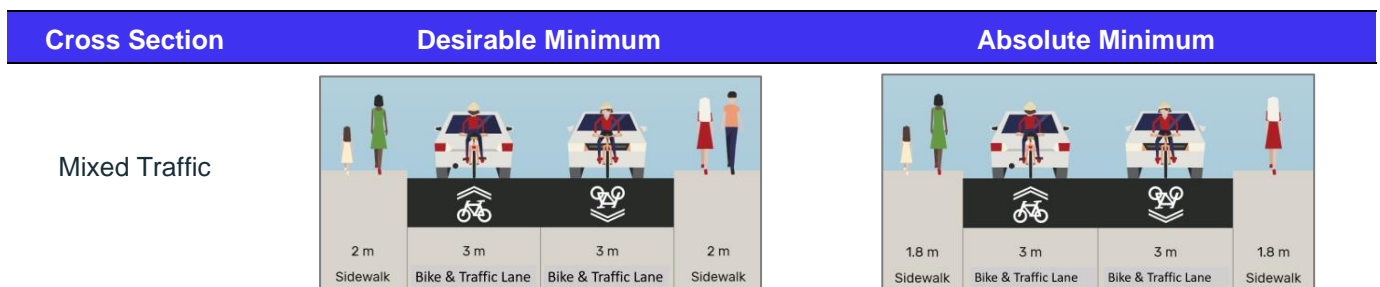 Cross Section Desirable Minimum Absolute Minimum
Mixed Traffic
2 m 3 m 3 m 2 m
Sidewalk Bike & Traffic Lane Bike & Traffic Lane Sidewalk
1.8 m 3 m 3 m 1.8 m
Sidewalk Bike & Traffic Lane Bike & Traffic Lane Sidewalk